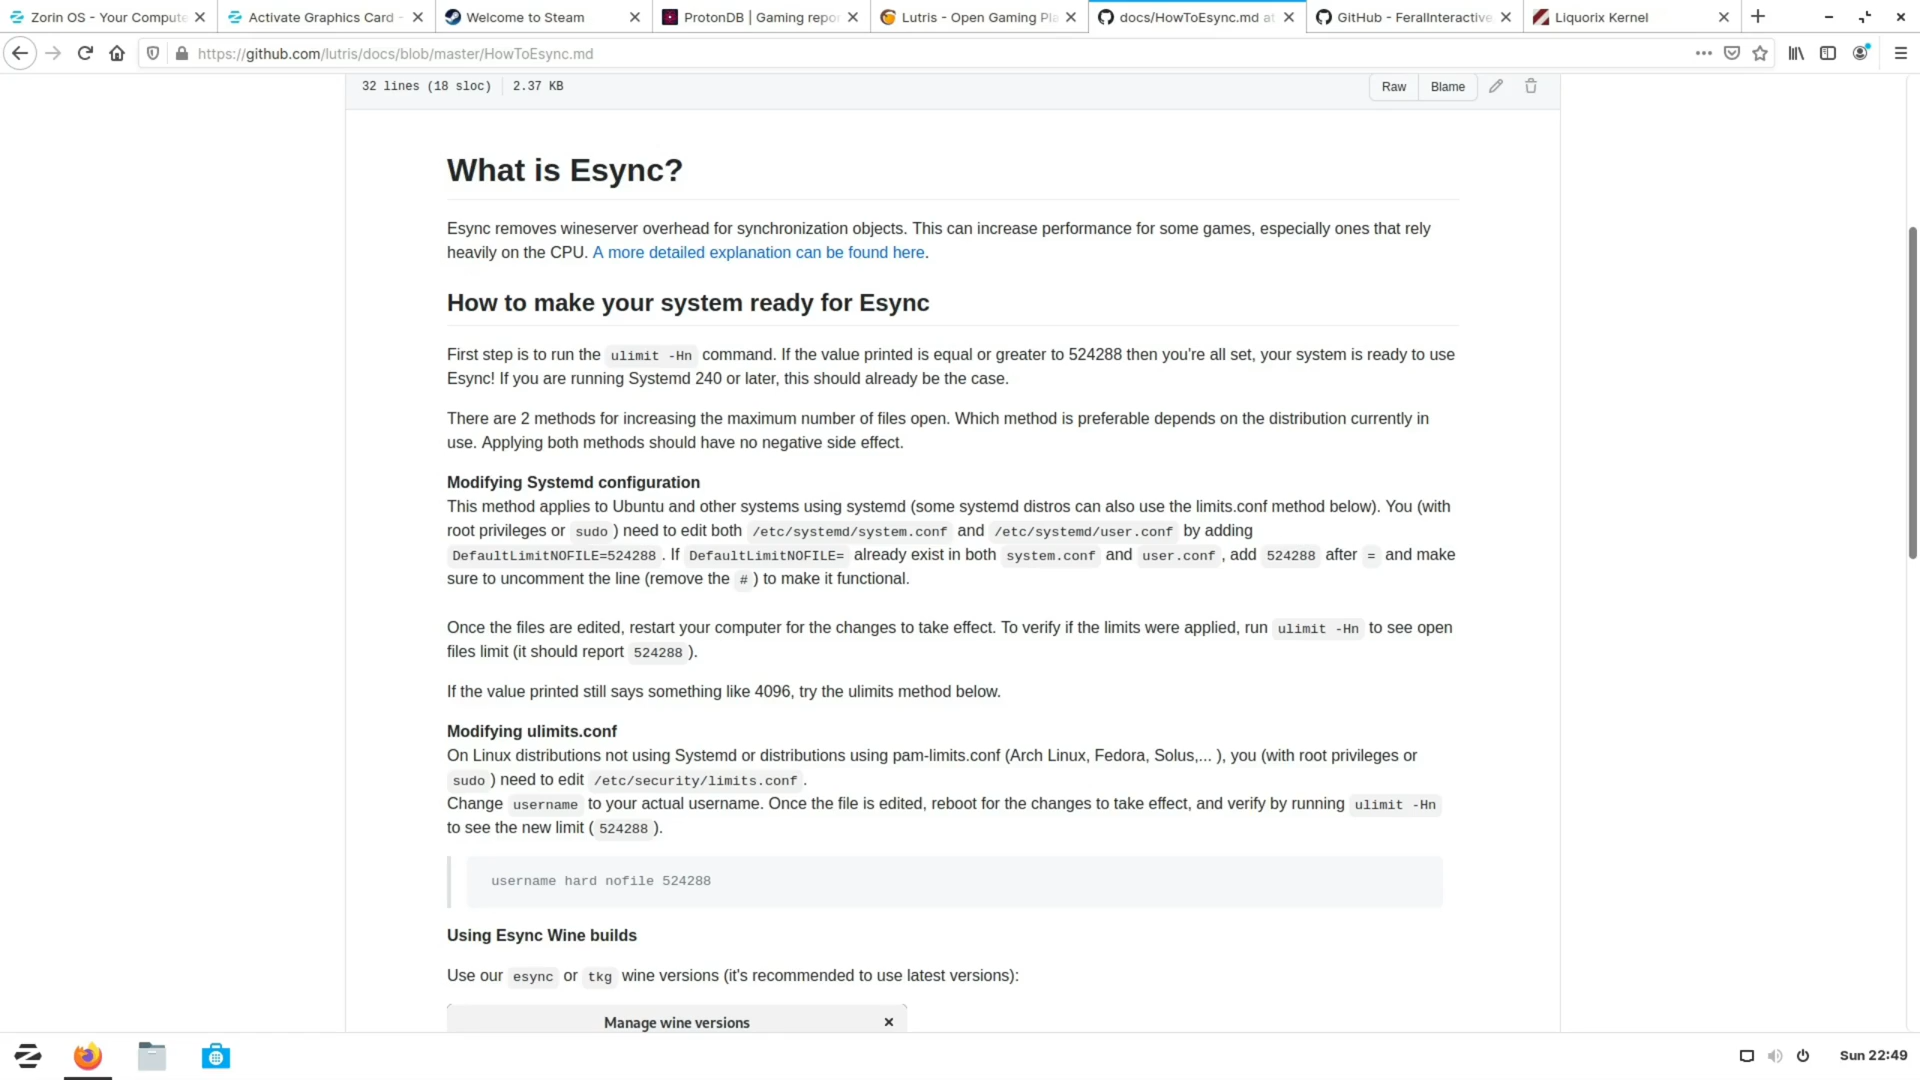 Zorin OS - Your Compute
Activate Graphics Card -
Welcome to Steam
ProtonDB | Gaming repo
Lutris - Open Gaming Pla
docs/HowToEsync.md at
GitHub - FeralInteractive
Liquorix Kernel
https://github.com/lutris/docs/blob/master/HowToEsync.md
32 lines (18 sloc) 2.37 KB
Raw Blame
What is Esync?
Esync removes wineserver overhead for synchronization objects. This can increase performance for some games, especially ones that rely
heavily on the CPU. A more detailed explanation can be found here.
How to make your system ready for Esync
First step is to run the ulimit -Hn command. If the value printed is equal or greater to 524288 then you're all set, your system is ready to use
Esync! If you are running Systemd 240 or later, this should already be the case.
There are 2 methods for increasing the maximum number of files open. Which method is preferable depends on the distribution currently in
use. Applying both methods should have no negative side effect.
Modifying Systemd configuration
This method applies to Ubuntu and other systems using systemd (some systemd distros can also use the limits.conf method below). You (with
root privileges or sudo ) need to edit both /etc/systemd/system.conf and /etc/systemd/user.conf by adding
DefaultLimitNOFILE=524288 . If DefaultLimitNOFILE= already exist in both system.conf and user.conf , add 524288 after = and make
sure to uncomment the line (remove the # ) to make it functional.
Once the files are edited, restart your computer for the changes to take effect. To verify if the limits were applied, run ulimit -Hn to see open
files limit (it should report 524288 ).
If the value printed still says something like 4096, try the ulimits method below.
Modifying ulimits.conf
On Linux distributions not using Systemd or distributions using pam-limits.conf (Arch Linux, Fedora, Solus,... ), you (with root privileges or
sudo ) need to edit /etc/security/limits.conf .
Change username to your actual username. Once the file is edited, reboot for the changes to take effect, and verify by running ulimit -Hn
to see the new limit ( 524288 ).
username hard nofile 524288
Using Esync Wine builds
Use our esync or tkg wine versions (it's recommended to use latest versions):
Manage wine versions
Sun 22:49